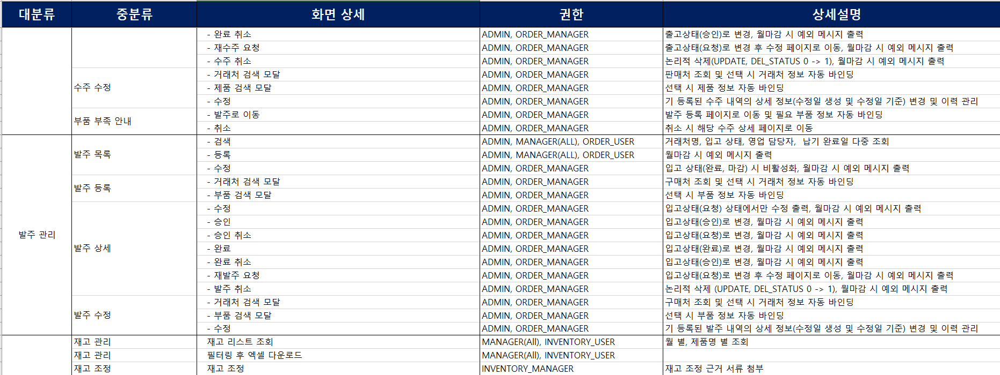 대분류 중분류 화면 상세 권한 상세설명
- 완료 취소 ADMIN, ORDER_MANAGER 출고상태(승인)로 변경, 월마감 시 예외 메시지 출력
- 재수주 요청 ADMIN, ORDER_MANAGER 출고상태(요청)로 변경 후 수정 페이지로 이동, 월마감 시 예외 메시지 출력
- 수주 취소 ADMIN, ORDER_MANAGER 논리적 삭제(UPDATE, DEL_STATUS 0 -> 1), 월마감 시 예외 메시지 출력
수주 수정 - 거래처 검색 모달 ADMIN, ORDER_MANAGER 판매처 조회 및 선택 시 거래처 정보 자동 바인딩
- 제품 검색 모달 ADMIN, ORDER_MANAGER 선택 시 제품 정보 자동 바인딩
- 수정 ADMIN, ORDER_MANAGER 기 등록된 수주 내역의 상세 정보(수정일 생성 및 수정일 기준) 변경 및 이력 관리
부품 부족 안내 - 발주로 이동 ADMIN, ORDER_MANAGER 발주 등록 페이지로 이동 및 필요 부품 정보 자동 바인딩
- 취소 ADMIN, ORDER_MANAGER 취소 시 해당 수주 상세 페이지로 이동
발주 관리 발주 목록 - 검색 ADMIN, MANAGER(ALL), ORDER_USER 거래처명, 입고 상태, 영업 담당자, 납기 완료일 다중 조회
- 등록 ADMIN, MANAGER(ALL), ORDER_USER 월마감 시 예외 메시지 출력
- 수정 ADMIN, ORDER_MANAGER 입고 상태(완료, 마감) 시 비활성화, 월마감 시 예외 메시지 출력
발주 등록 - 거래처 검색 모달 ADMIN, ORDER_MANAGER 구매처 조회 및 선택 시 거래처 정보 자동 바인딩
- 부품 검색 모달 ADMIN, ORDER_MANAGER 선택 시 부품 정보 자동 바인딩
발주 상세 - 수정 ADMIN, ORDER_MANAGER 입고상태(요청) 상태에서만 수정 출력, 월마감 시 예외 메시지 출력
- 승인 ADMIN, ORDER_MANAGER 입고상태(승인)로 변경, 월마감 시 예외 메시지 출력
- 승인 취소 ADMIN, ORDER_MANAGER 입고상태(요청)로 변경, 월마감 시 예외 메시지 출력
- 완료 ADMIN, ORDER_MANAGER 입고상태(완료)로 변경, 월마감 시 예외 메시지 출력
- 완료 취소 ADMIN, ORDER_MANAGER 입고상태(승인)로 변경, 월마감 시 예외 메시지 출력
- 재발주 요청 ADMIN, ORDER_MANAGER 입고상태(요청)로 변경 후 수정 페이지로 이동, 월마감 시 예외 메시지 출력
- 발주 취소 ADMIN, ORDER_MANAGER 논리적 삭제 (UPDATE, DEL_STATUS 0 -> 1), 월마감 시 예외 메시지 출력
발주 수정 - 거래처 검색 모달 ADMIN, ORDER_MANAGER 구매처 조회 및 선택 시 거래처 정보 자동 바인딩
- 부품 검색 모달 ADMIN, ORDER_MANAGER 선택 시 부품 정보 자동 바인딩
- 수정 ADMIN, ORDER_MANAGER 기 등록된 발주 내역의 상세 정보(수정일 생성 및 수정일 기준) 변경 및 이력 관리
재고 관리 재고 리스트 조회 MANAGER(All), INVENTORY_USER 월 별, 제품명 별 조회
재고 관리 필터링 후 엑셀 다운로드 MANAGER(All), INVENTORY_USER
재고 조정 재고 조정 INVENTORY_MANAGER 재고 조정 근거 서류 첨부